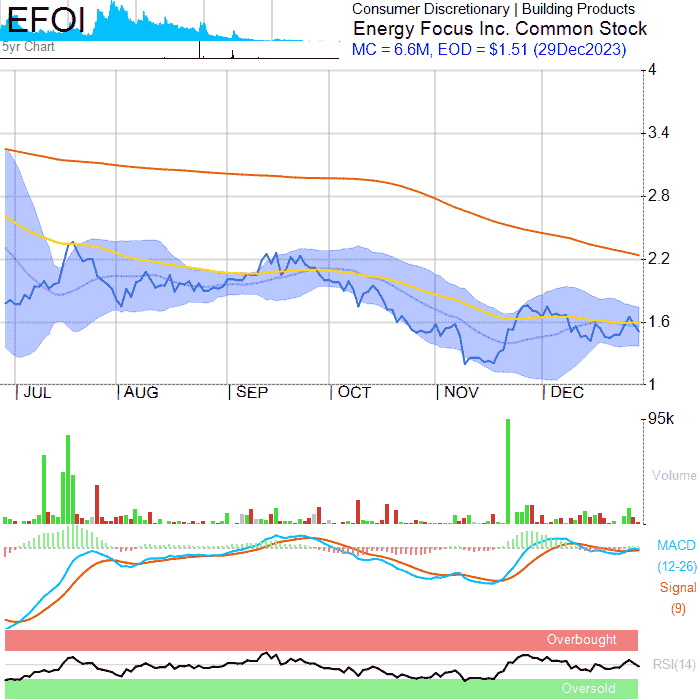 EFOI
5yr Chart
Consumer Discretionary | Building Products
Energy Focus Inc. Common Stock
MC = 6.6M, EOD = $1.51 (29Dec2023)
4
3.4
2.8
2.2
1.6
1
JUL AUG SEP OCT NOV DEC
95k
Volume
MACD
(12-26)
Signal
(9)
Overbought
RSI(14)
Oversold